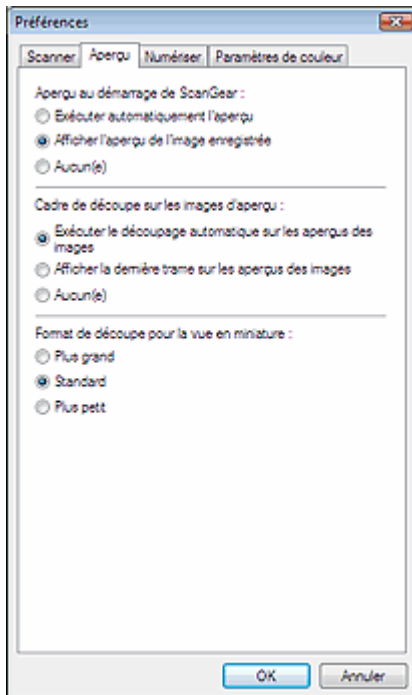 Préférences
Scanner Aperçu Numériser Paramètres de couleur
Aperçu au démarrage de ScanGear :
Exécuter automatiquement l'aperçu
Afficher l'aperçu de l'image enregistrée
Aucun(e)
Cadre de découpe sur les images d'aperçu :
Exécuter le découpage automatique sur les aperçus des
images
Afficher la dernière trame sur les aperçus des images
Aucun(e)
Format de découpe pour la vue en miniature :
Plus grand
Standard
Plus petit
OK Annuler